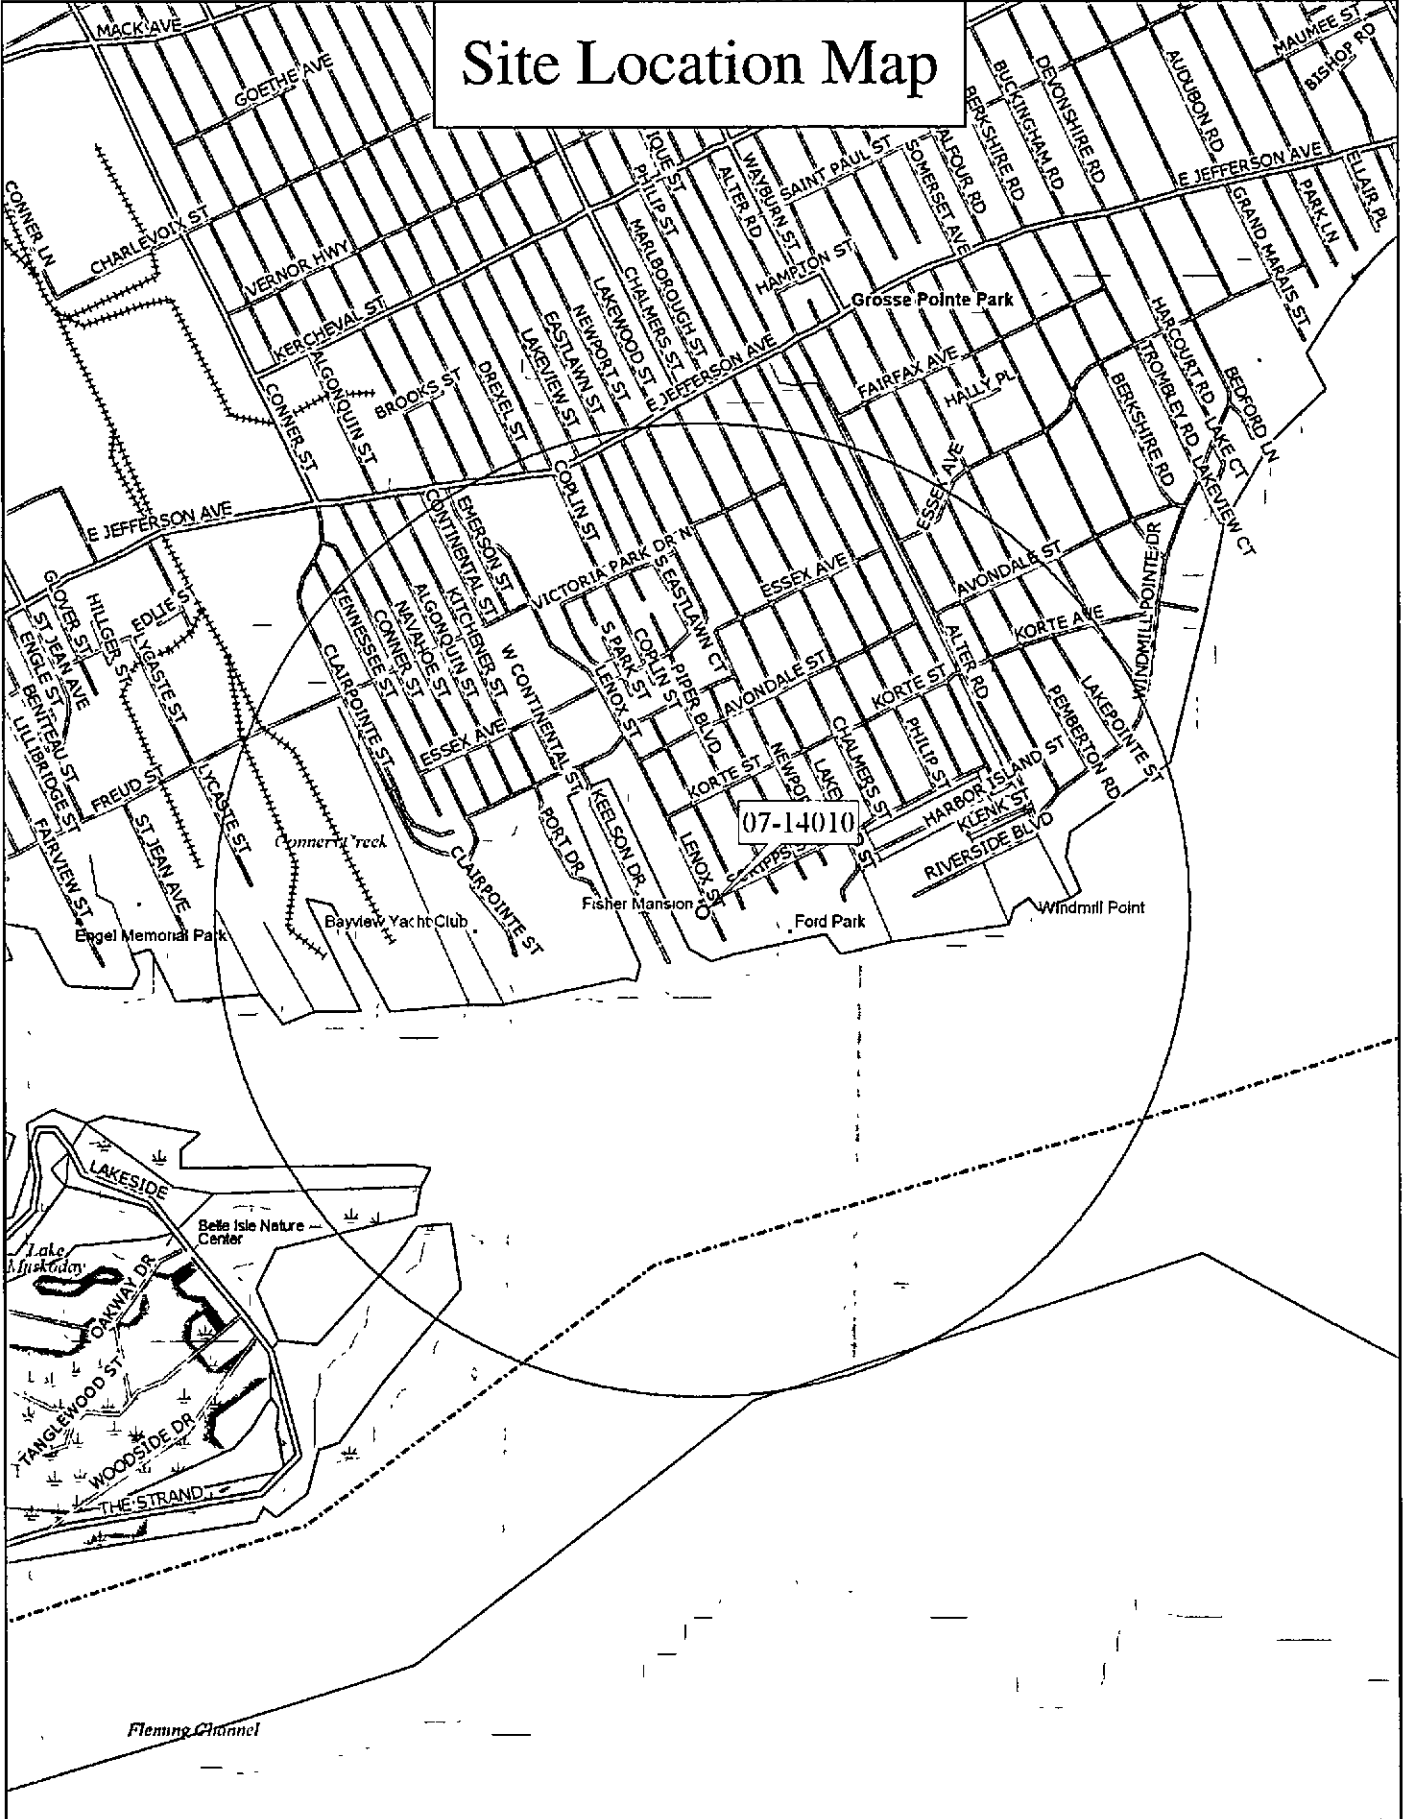 Site Location Map
MACK AVE
GOETHE AVE
MAUMEE ST
BISHOP RD
AUDUBON RD
DEVONSHIRE RD
BUCKINGHAM RD
BERKSHIRE RD
SOMERSET AVE
SAINT PAUL ST
WAYBURN ST
ALTER RD
PHILIP ST
E JEFFERSON AVE
ELLAIR PL
PARK LN
GRAND MARAIS ST
CONNER LN
CHARLEVOIX ST
VERNOR HWY
KERCHEVAL ST
HAMPTON ST
MARLBOROUGH ST
CHALMERS ST
LAKEWOOD ST
NEWPORT ST
EASTLAWN ST
LAKEVIEW ST
DREXEL ST
BROOKS ST
ALGONQUIN ST
CONNER ST
E JEFFERSON AVE
Grosse Pointe Park
FAIRFAX AVE
HALLY PL
HARCOURT RD
TROMBLEY RD
BERKSHIRE RD
BEDFORD LN
LAKE CT
LAKEVIEW CT
E JEFFERSON AVE
COPLIN ST
EMERSON ST
CONTINENTAL ST
VICTORIA PARK DR N
S EASTLAWN CT
ESSEX AVE
ESSEX AVE
AVONDALE ST
KORTE AVE
WINDMILL POINTE DR
GLOVER ST
ST JEAN AVE
ENGLE ST
BENITEAU ST
LILLIBRIDGE ST
HILLGER ST
EDLIE S
LYCASTE ST
FREUD ST
FAIRVIEW ST
ST JEAN AVE
LYCASTE ST
TENNESSEE ST
CLAIRPOINTE ST
CONNER ST
NAVAHOE ST
ALGONQUIN ST
KITCHENER ST
W CONTINENTAL ST
ESSEX AVE
LENOX ST
S PARK ST
COPLIN ST
PIPER BLVD
AVONDALE ST
KORTE ST
KORTE ST
ALTER RD
PHILIP ST
CHALMERS ST
PEMBERTON RD
LAKEPOINTE ST
HARBOR ISLAND ST
KLENK ST
RIVERSIDE BLVD
07-14010
LENOX ST
KEELSON DR
PORT DR
CLAIRPOINTE ST
Fisher Mansion
Ford Park
Windmill Point
Bayview Yacht Club
Engel Memorial Park
LAKESIDE
Belle Isle Nature
Center
Lake
Muskoday
OAKWAY DR
TANGLEWOOD ST
WOODSIDE DR
THE STRAND
Fleming Channel